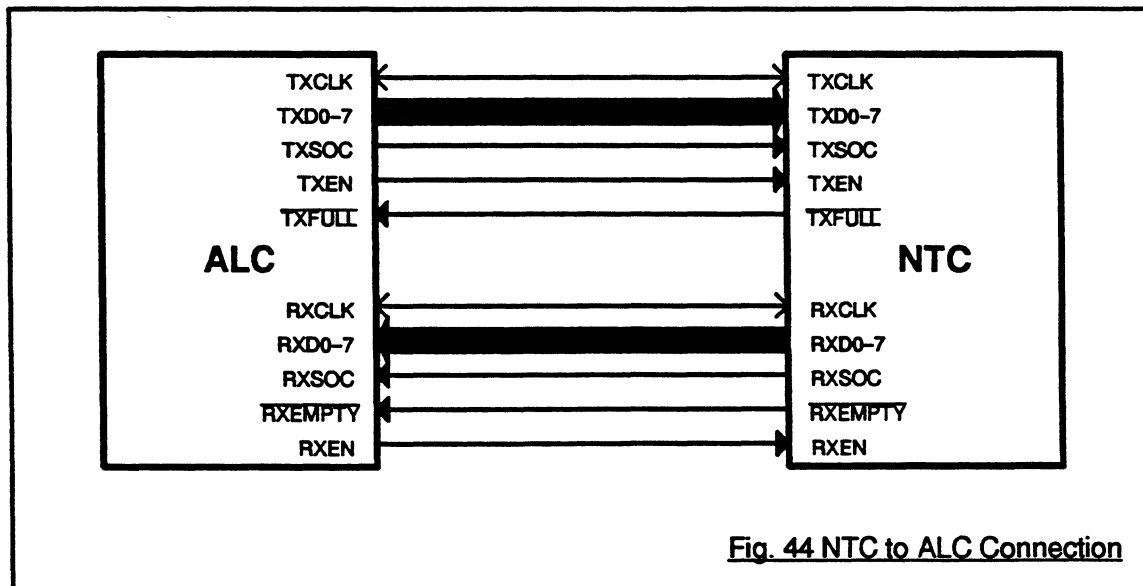 TXCLK
TXD0-7
TXSOC
TXEN
TXFULL
ALC
RXCLK
RXD0-7
RXSOC
RXEMPTY
RXEN
TXCLK
TXD0-7
TXSOC
TXEN
TXFULL
NTC
RXCLK
RXD0-7
RXSOC
RXEMPTY
RXEN
Fig. 44 NTC to ALC Connection